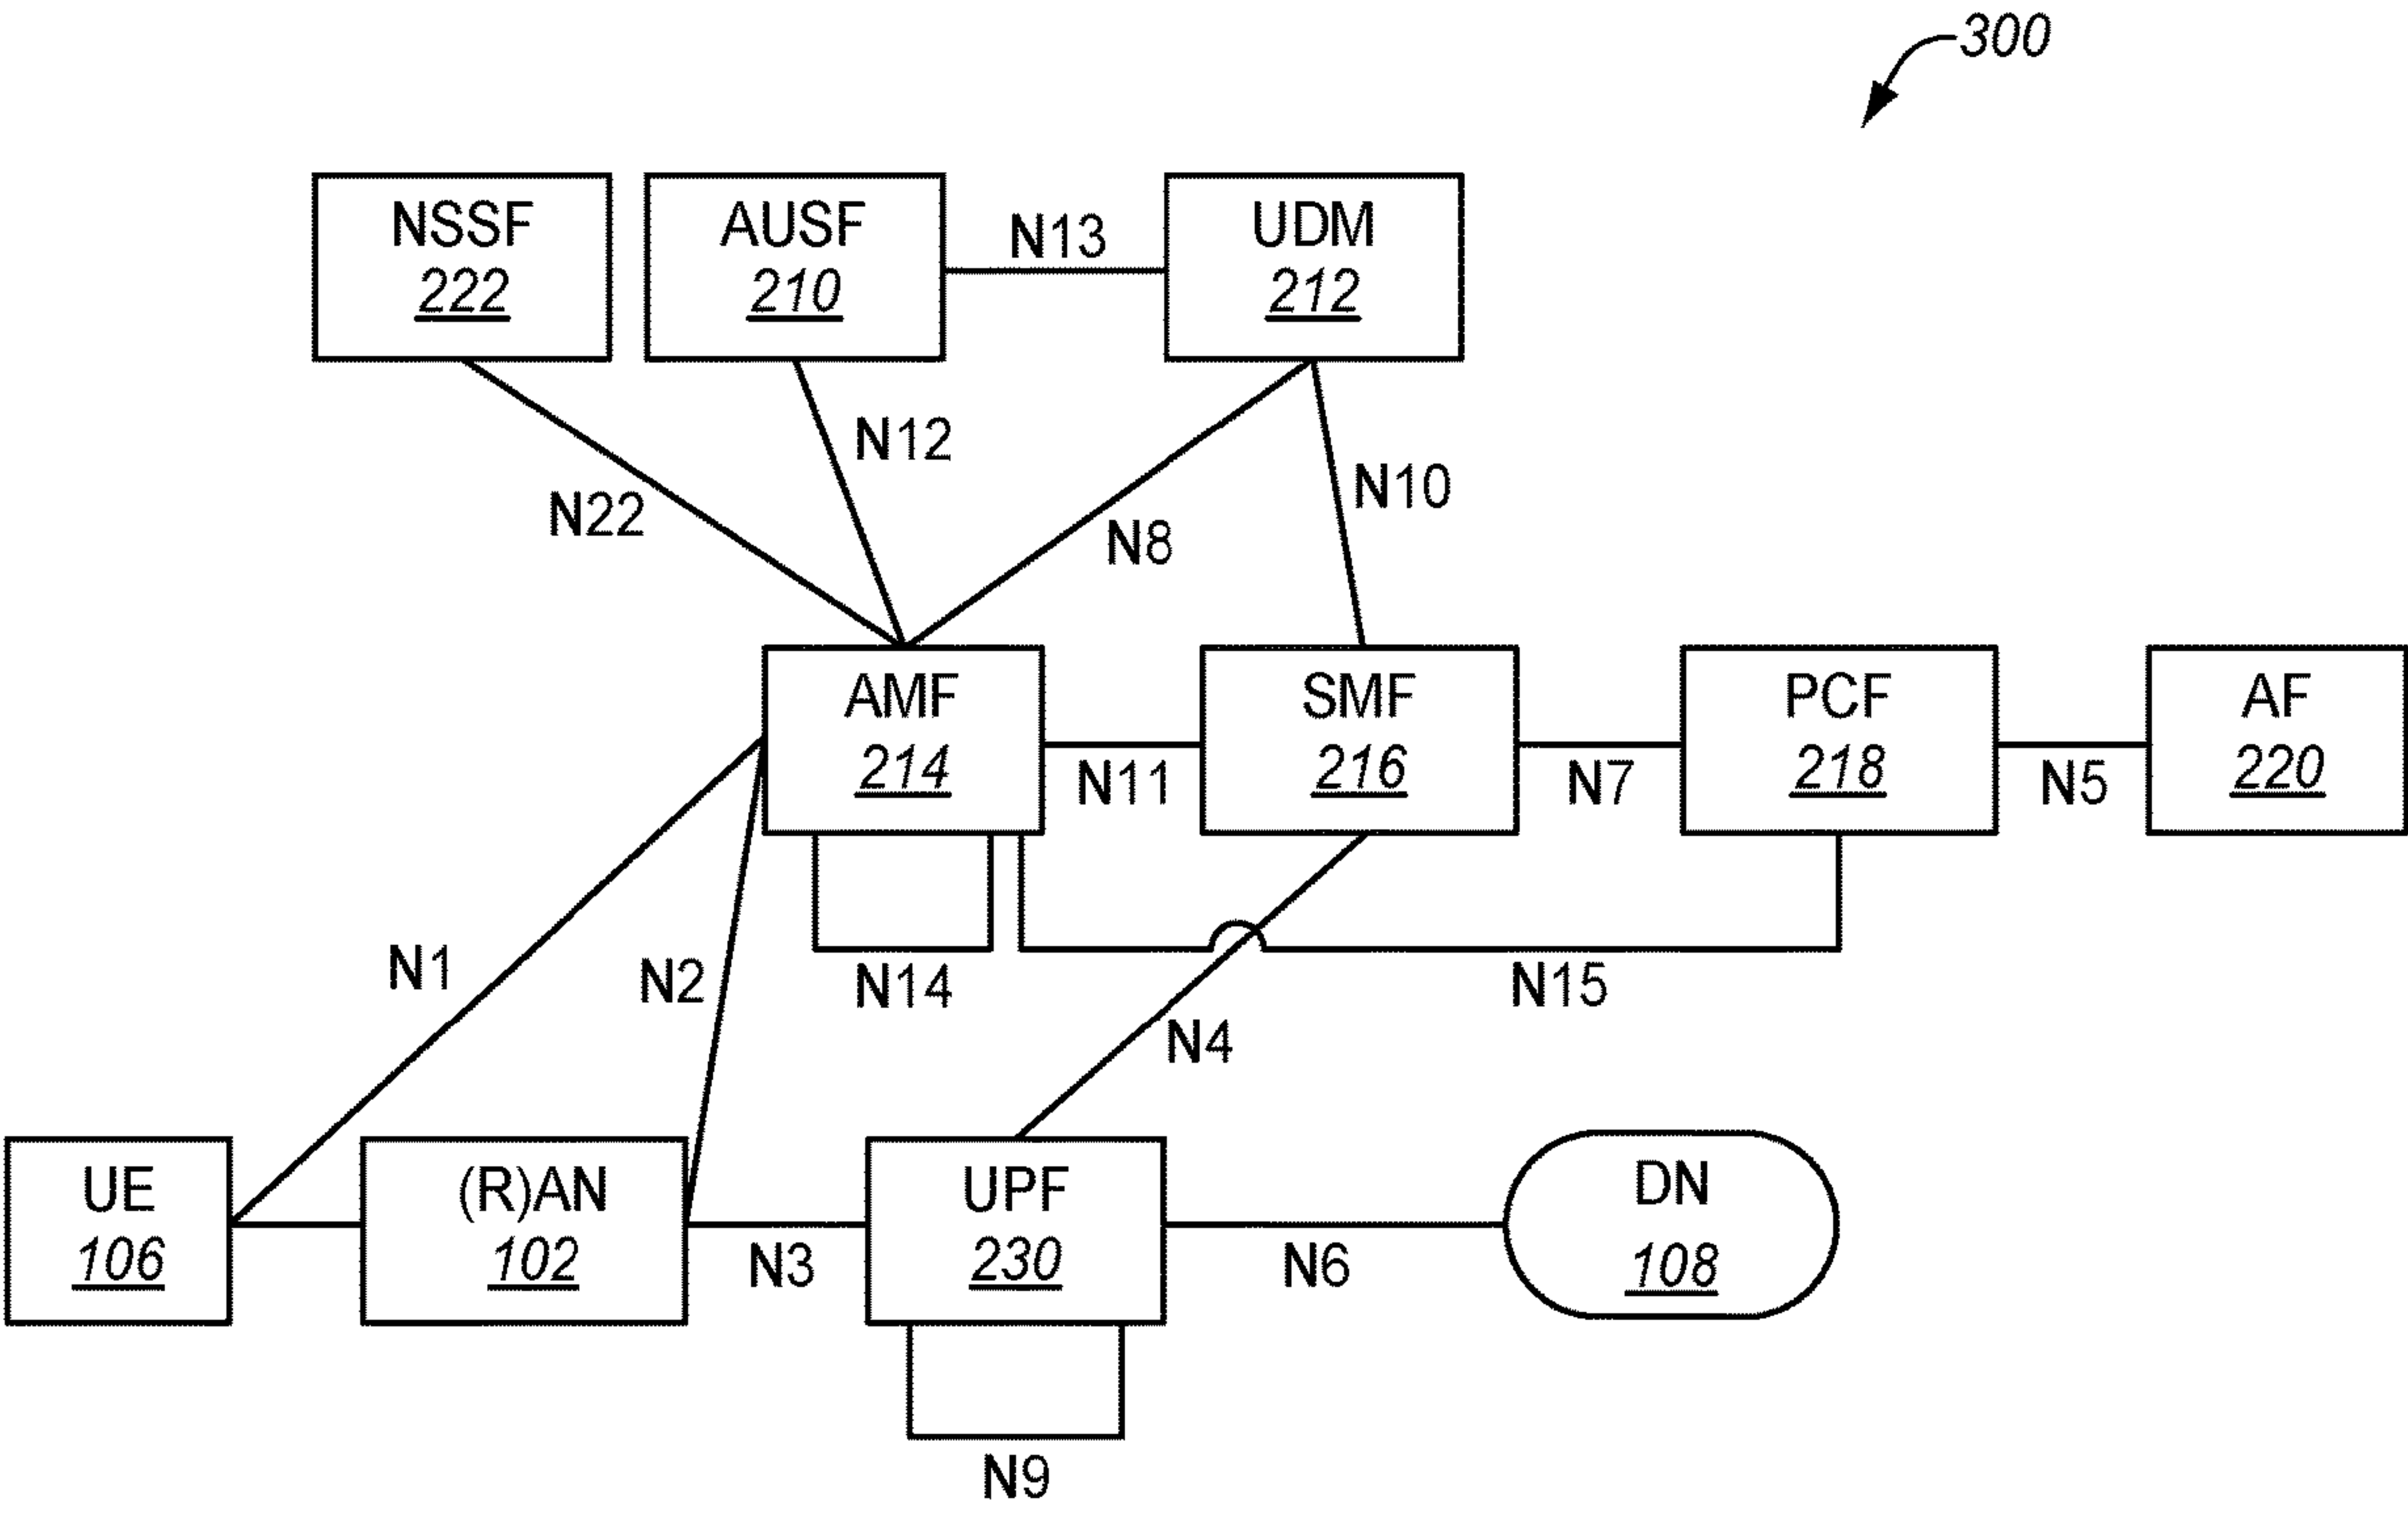 300
NSSF
222
AUSF
210
N13
UDM
212
N12
N22
N8
N10
AMF
214
N11
SMF
216
N7
PCF
218
N5
AF
220
N1
N2
N14
N15
N4
UE
106
(R)AN
102
N3
UPF
230
N6
DN
108
N9